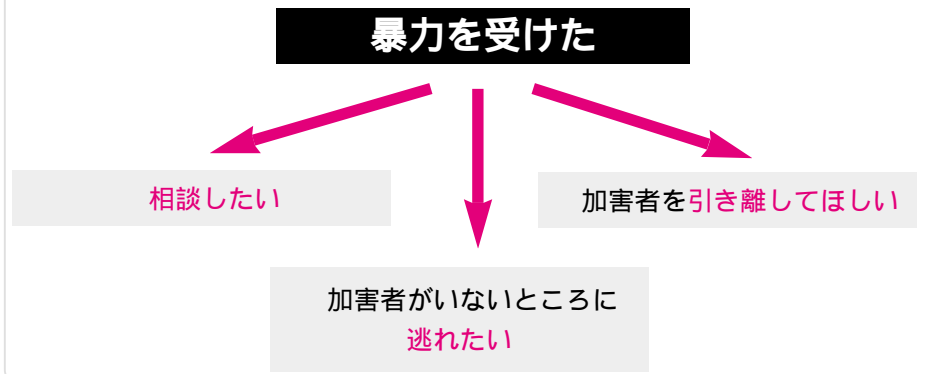 暴力を受けた
相談したい
加害者を引き離してほしい
加害者がいないところに
逃れたい